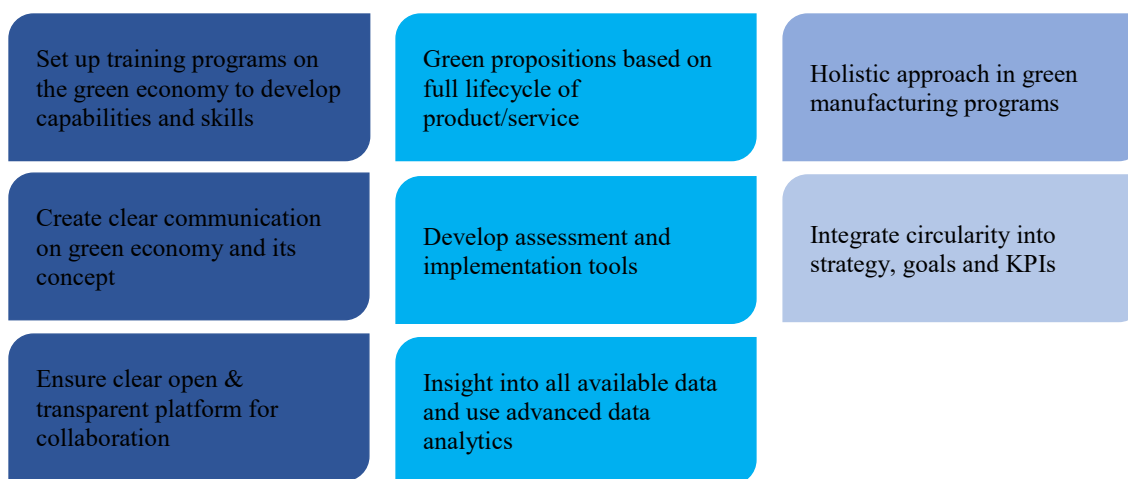 Set up training programs on
the green economy to develop
capabilities and skills
Green propositions based on
full lifecycle of
product/service
Holistic approach in green
manufacturing programs
Create clear communication
on green economy and its
concept
Develop assessment and
implementation tools
Integrate circularity into
strategy, goals and KPIs
Ensure clear open &
transparent platform for
collaboration
Insight into all available data
and use advanced data
analytics